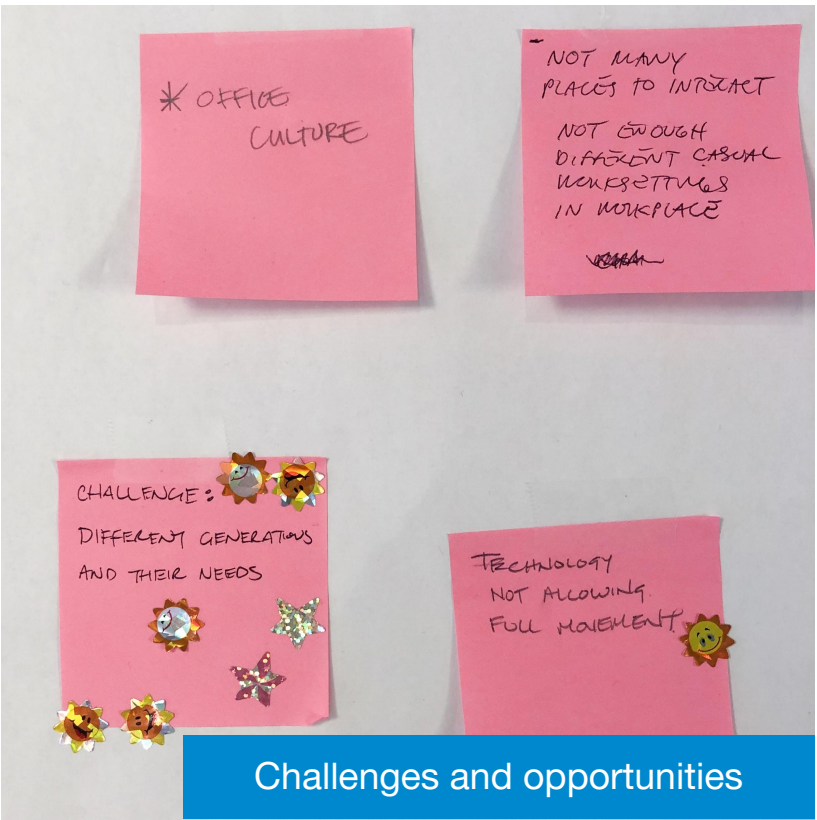 * OFFICE
CULTURE
- NOT MANY
PLACES TO INTERACT
NOT ENOUGH
DIFFERENT CASUAL
WORKSETTINGS
IN WORKPLACE
CHALLENGE:
DIFFERENT GENERATIONS
AND THEIR NEEDS
TECHNOLOGY
NOT ALLOWING
FULL MOVEMENT
Challenges and opportunities